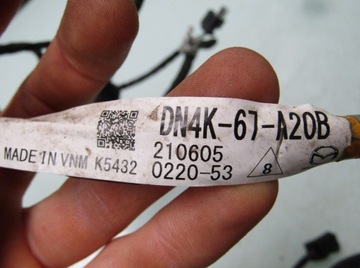 DN4K-67-A20B
210605
MADE IN VNM K5432 0220-53 8